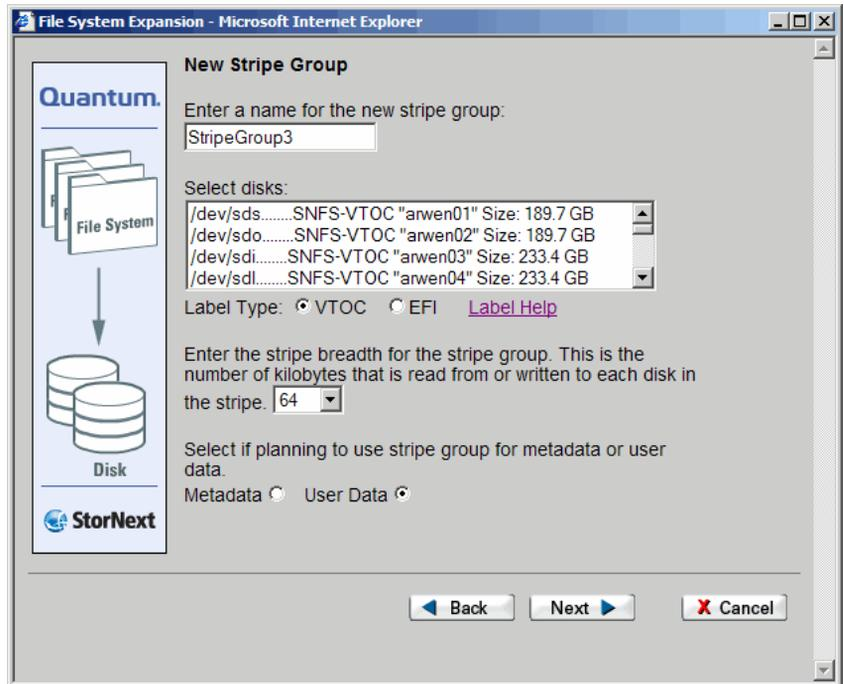 File System Expansion - Microsoft Internet Explorer
Quantum.
File System
Disk
StorNext
New Stripe Group
Enter a name for the new stripe group:
StripeGroup3
Select disks:
/dev/sds........SNFS-VTOC "arwen01" Size: 189.7 GB
/dev/sdo........SNFS-VTOC "arwen02" Size: 189.7 GB
/dev/sdi........SNFS-VTOC "arwen03" Size: 233.4 GB
/dev/sdl........SNFS-VTOC "arwen04" Size: 233.4 GB
Label Type: VTOC EFI Label Help
Enter the stripe breadth for the stripe group. This is the
number of kilobytes that is read from or written to each disk in
the stripe. 64
Select if planning to use stripe group for metadata or user
data.
Metadata User Data
Back Next X Cancel